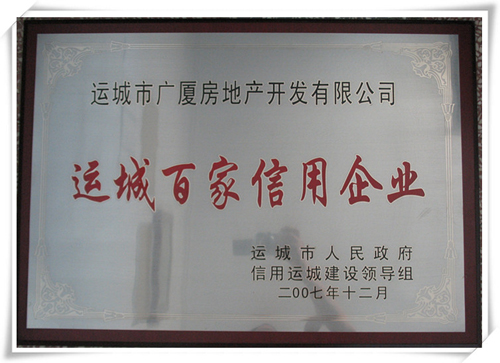 运城市广厦房地产开发有限公司
运城百家信用企业
运城市人民政府
信用运城建设领导组
二00七年十二月